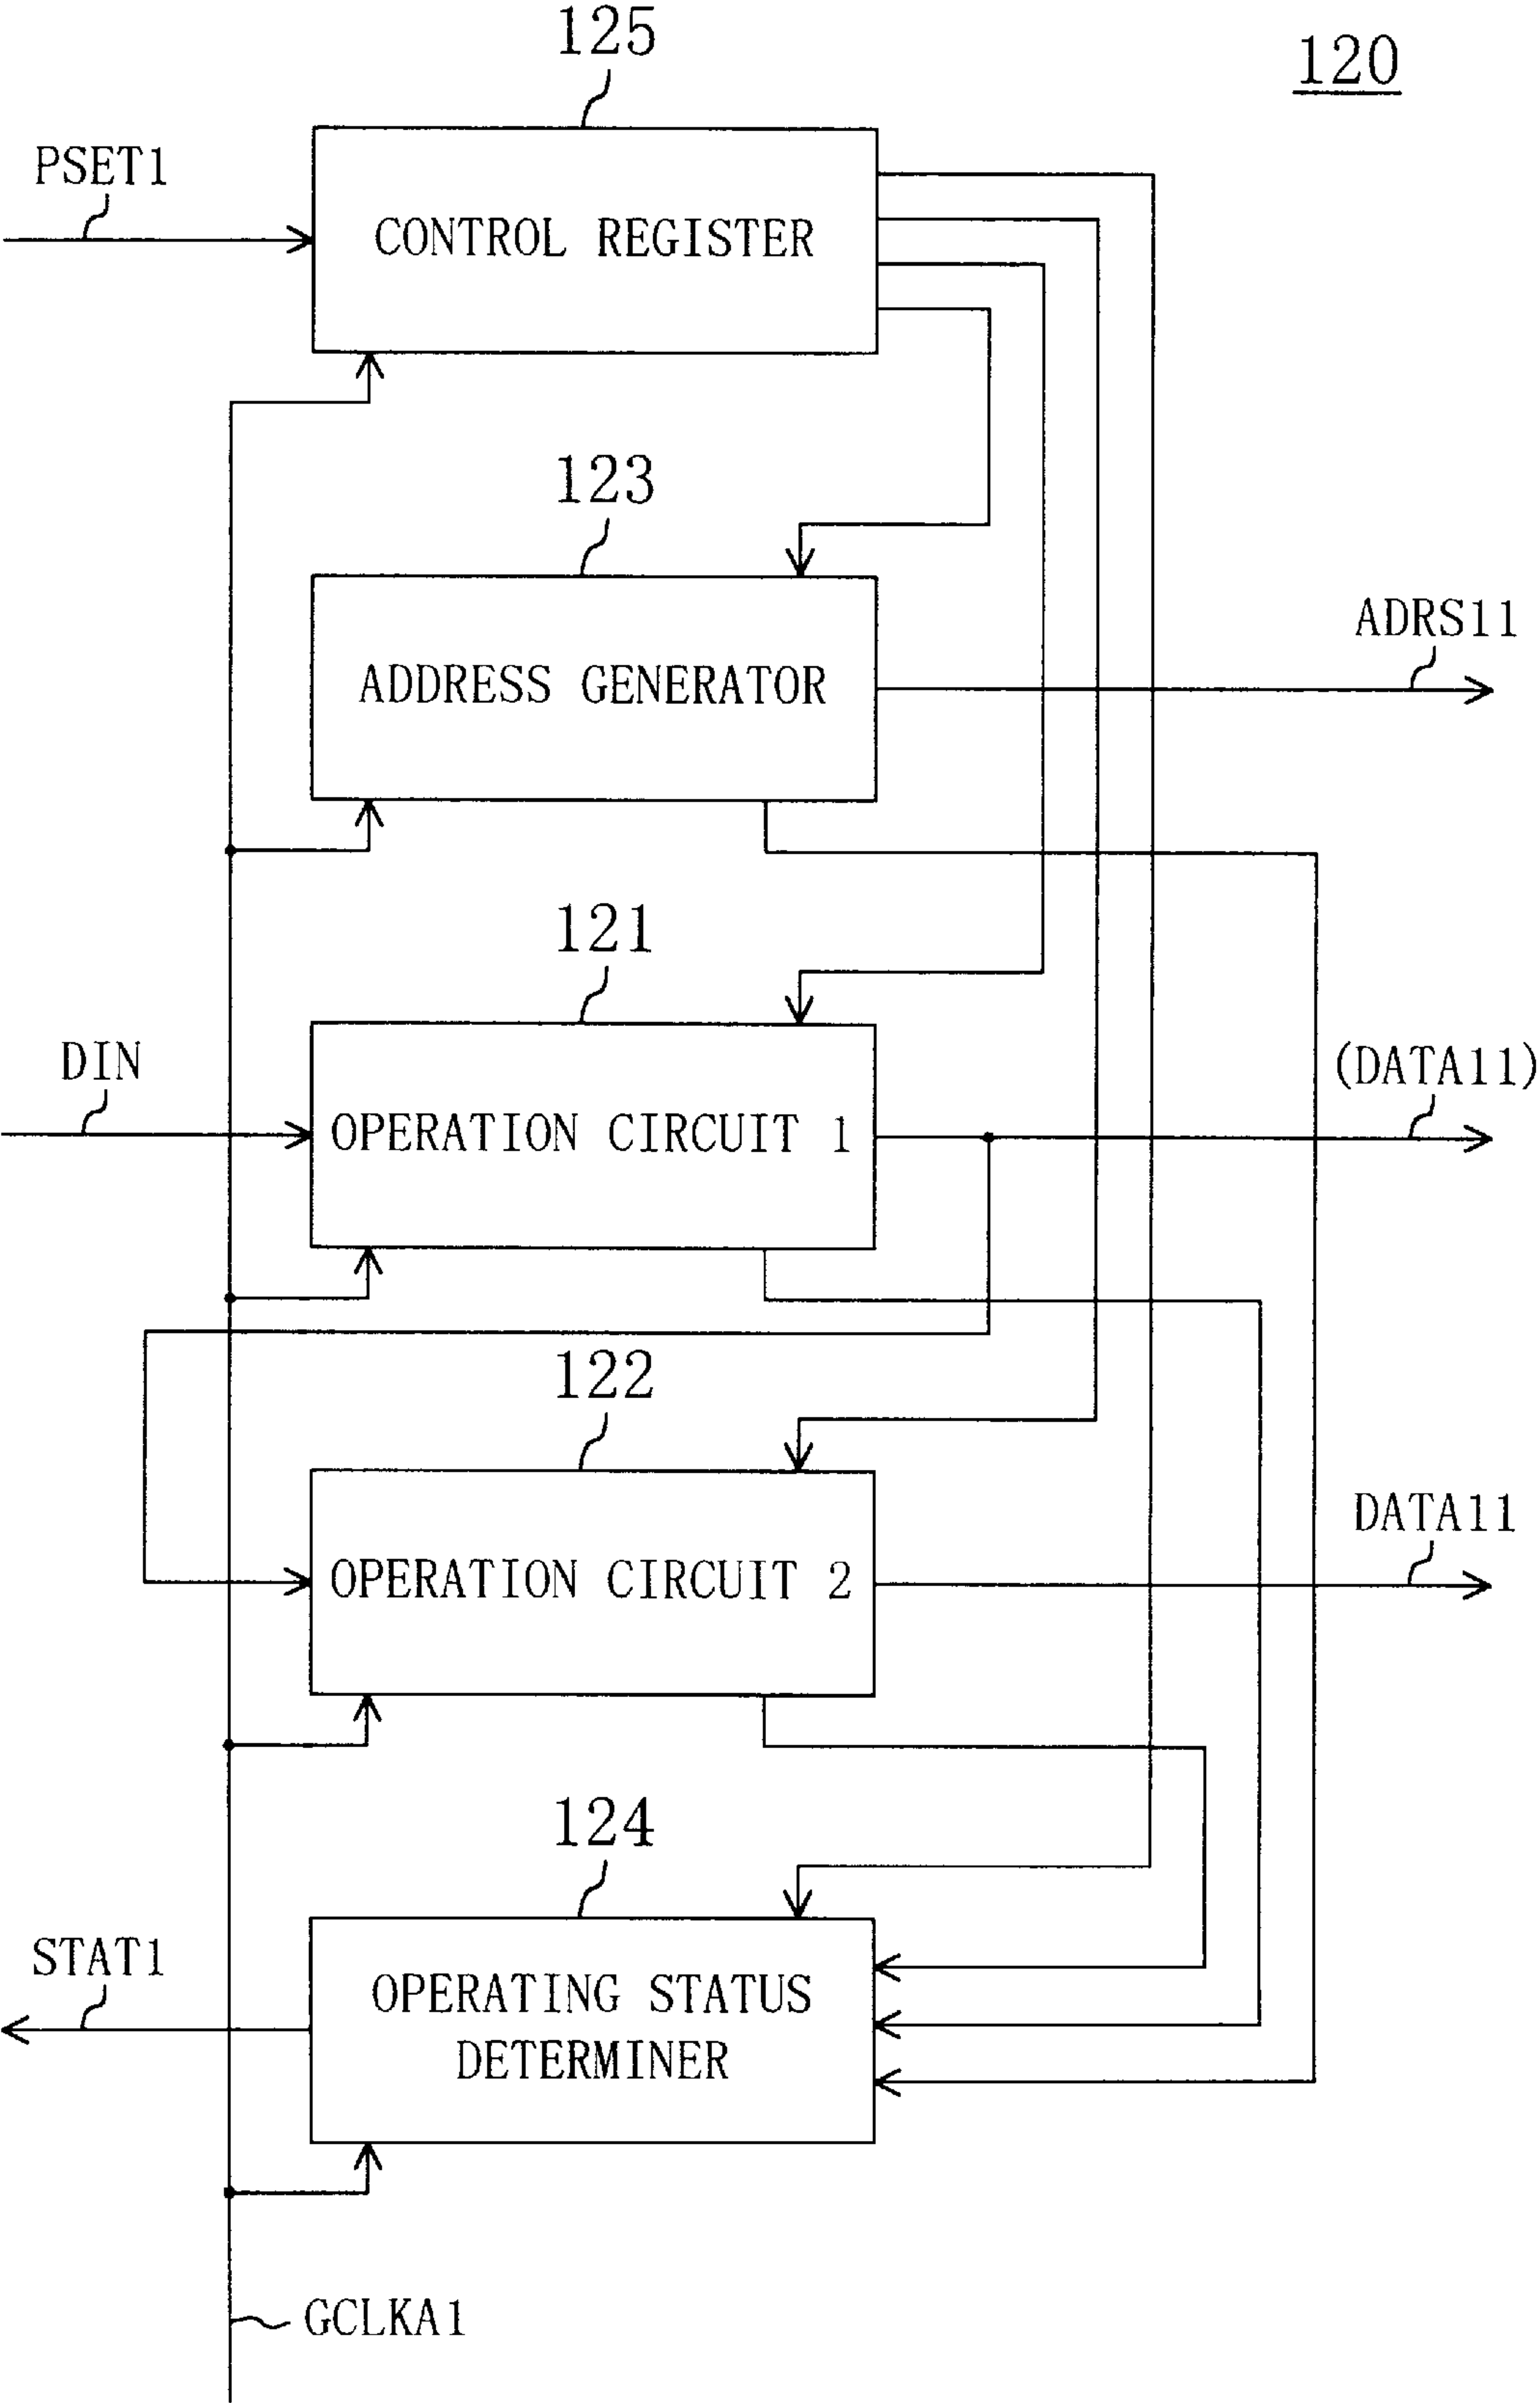 125
120
PSET1
CONTROL REGISTER
123
ADRS11
ADDRESS GENERATOR
121
DIN
(DATA11)
OPERATION CIRCUIT 1
122
DATA11
OPERATION CIRCUIT 2
124
STAT1
OPERATING STATUS
DETERMINER
GCLKA1